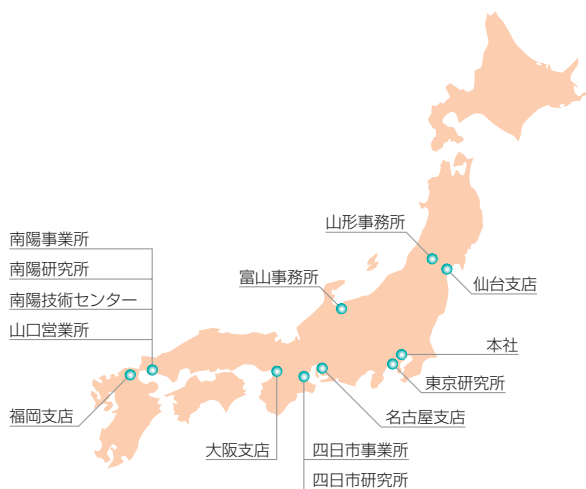 山形事務所
南陽事業所
南陽研究所
富山事務所
仙台支店
南陽技術センター
山口営業所
本社
東京研究所
福岡支店
名古屋支店
大阪支店
四日市事業所
四日市研究所